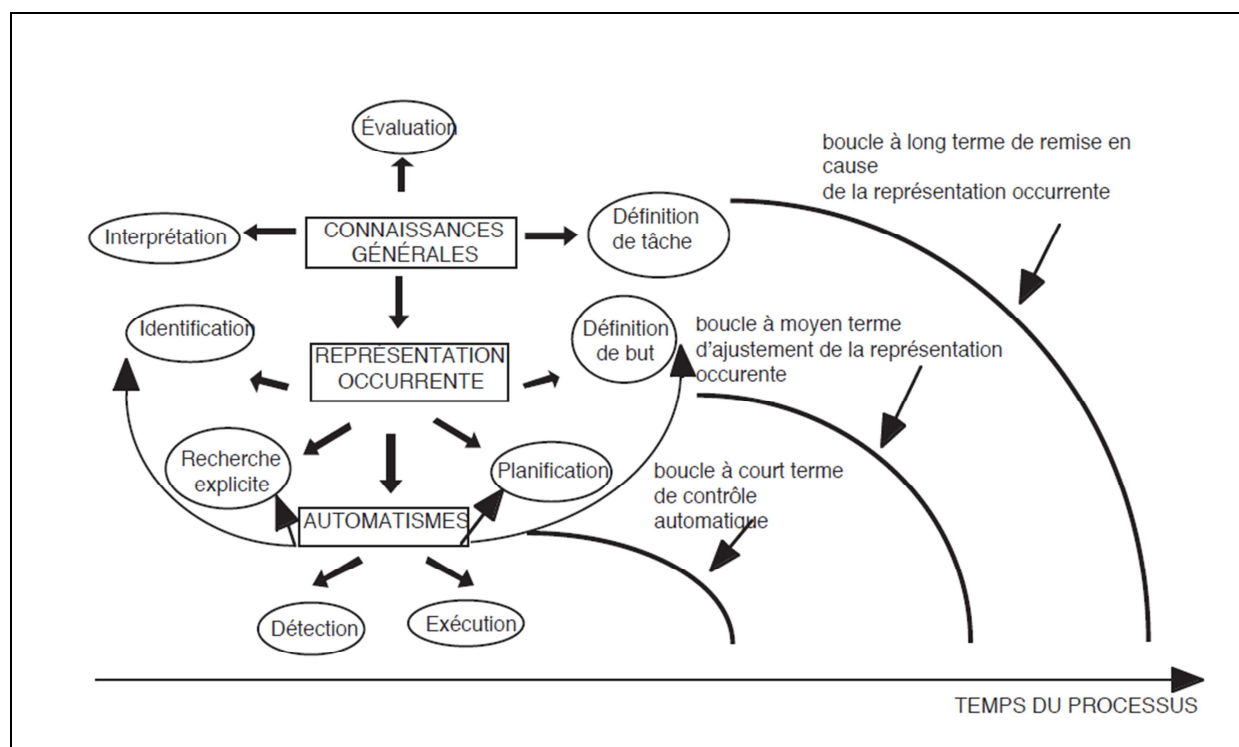 Évaluation
boucle à long terme de remise en
cause
de la représentation occurrente
Interprétation
CONNAISSANCES
GÉNÉRALES
Définition
de tâche
Identification
REPRÉSENTATION
OCCURRENTE
Définition
de but
boucle à moyen terme
d'ajustement de la représentation
occurente
Recherche
explicite
Planification
boucle à court terme
de contrôle
automatique
AUTOMATISMES
Détection
Exécution
TEMPS DU PROCESSUS